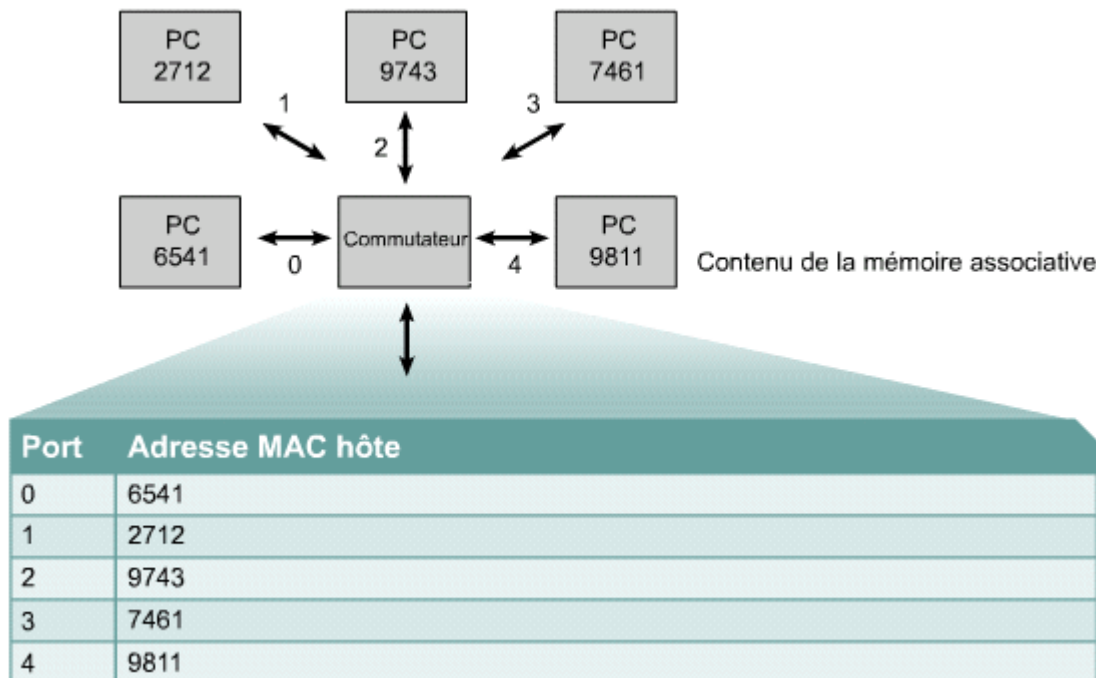 PC
2712
PC
9743
PC
7461
1
2
3
PC
6541
0
Commutateur
4
PC
9811
Contenu de la mémoire associative
Port Adresse MAC hôte
0 6541
1 2712
2 9743
3 7461
4 9811